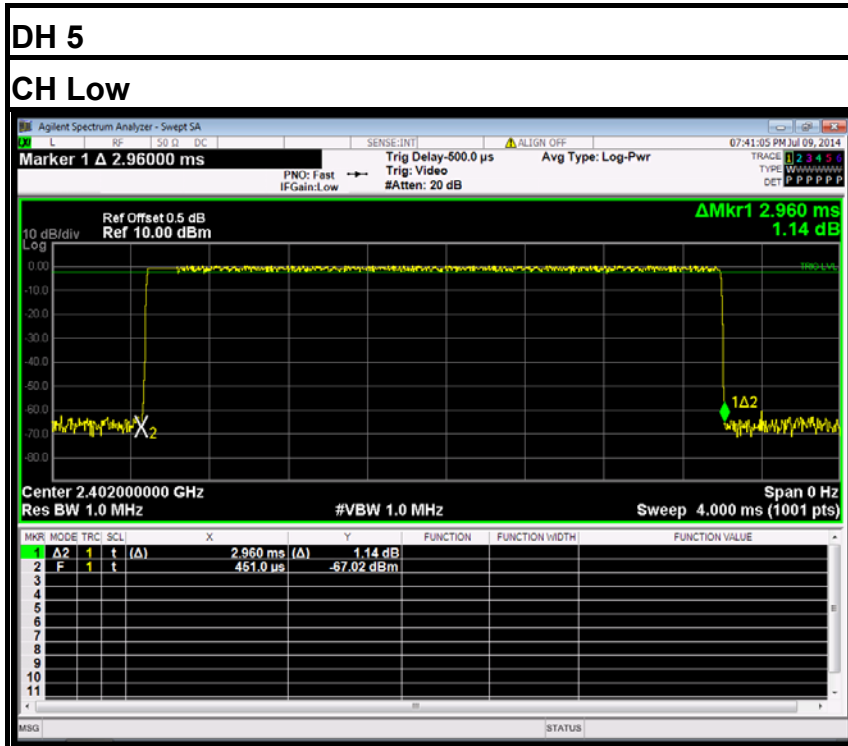 DH 5
CH Low
Agilent Spectrum Analyzer - Swept SA
LXI L RF 50 Ω DC SENSE:INT ALIGN OFF 07:41:05 PM Jul 09, 2014
Marker 1 Δ 2.96000 ms
PNO: Fast
IFGain:Low
Trig Delay-500.0 µs
Trig: Video
#Atten: 20 dB
Avg Type: Log-Pwr
TRACE 1 2 3 4 5 6
TYPE WWWWWWW
DET P P P P P P
ΔMkr1 2.960 ms
1.14 dB
Ref Offset 0.5 dB
10 dB/div Ref 10.00 dBm
Log
0.00
-10.0
-20.0
-30.0
-40.0
-50.0
-60.0
-70.0
-80.0
TRIG LVL
1Δ2
X2
Center 2.402000000 GHz Span 0 Hz
Res BW 1.0 MHz #VBW 1.0 MHz Sweep 4.000 ms (1001 pts)
MKR MODE TRC SCL X Y FUNCTION FUNCTION WIDTH FUNCTION VALUE
1 Δ2 1 t (Δ) 2.960 ms (Δ) 1.14 dB
2 F 1 t 451.0 µs -67.02 dBm
3
4
5
6
7
8
9
10
11
MSG STATUS